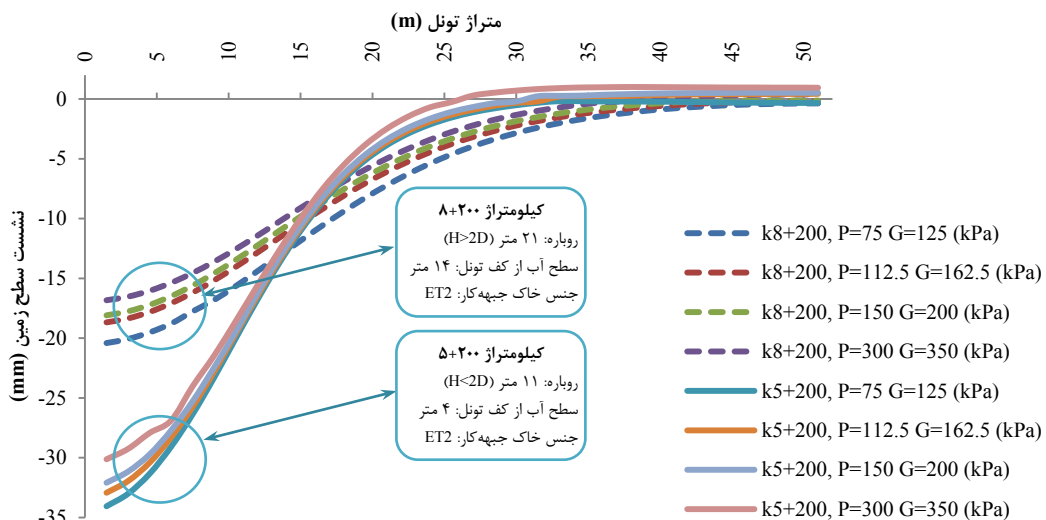 متراژ تونل (m)
0 5 10 15 20 25 30 35 40 45 50
0
-5
-10
-15
-20
-25
-30
-35
نشست سطح زمین (mm)
کیلومتراژ ۸+۲۰۰
روباره: ۲۱ متر (H>2D)
سطح آب از کف تونل: ۱۴ متر
جنس خاک جبهه‌کار: ET2
کیلومتراژ ۵+۲۰۰
روباره: ۱۱ متر (H<2D)
سطح آب از کف تونل: ۴ متر
جنس خاک جبهه‌کار: ET2
k8+200, P=75 G=125 (kPa)
k8+200, P=112.5 G=162.5 (kPa)
k8+200, P=150 G=200 (kPa)
k8+200, P=300 G=350 (kPa)
k5+200, P=75 G=125 (kPa)
k5+200, P=112.5 G=162.5 (kPa)
k5+200, P=150 G=200 (kPa)
k5+200, P=300 G=350 (kPa)